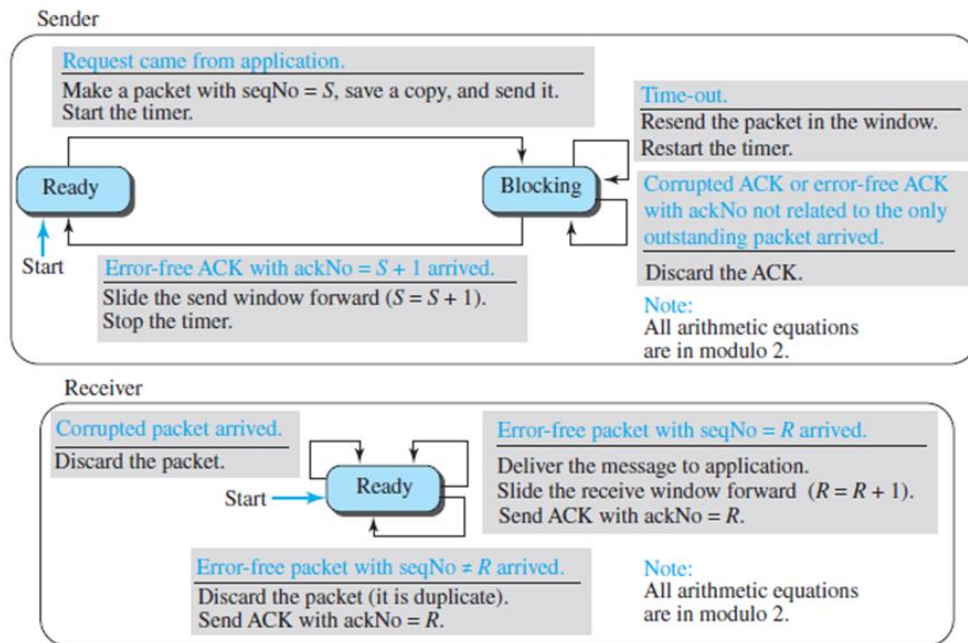 Sender
Request came from application.
Make a packet with seqNo = S, save a copy, and send it.
Start the timer.
Time-out.
Resend the packet in the window.
Restart the timer.
Ready
Blocking
Corrupted ACK or error-free ACK
with ackNo not related to the only
outstanding packet arrived.
Discard the ACK.
Start
Error-free ACK with ackNo = S + 1 arrived.
Slide the send window forward (S = S + 1).
Stop the timer.
Note:
All arithmetic equations
are in modulo 2.
Receiver
Corrupted packet arrived.
Discard the packet.
Start
Ready
Error-free packet with seqNo = R arrived.
Deliver the message to application.
Slide the receive window forward (R = R + 1).
Send ACK with ackNo = R.
Error-free packet with seqNo ≠ R arrived.
Discard the packet (it is duplicate).
Send ACK with ackNo = R.
Note:
All arithmetic equations
are in modulo 2.